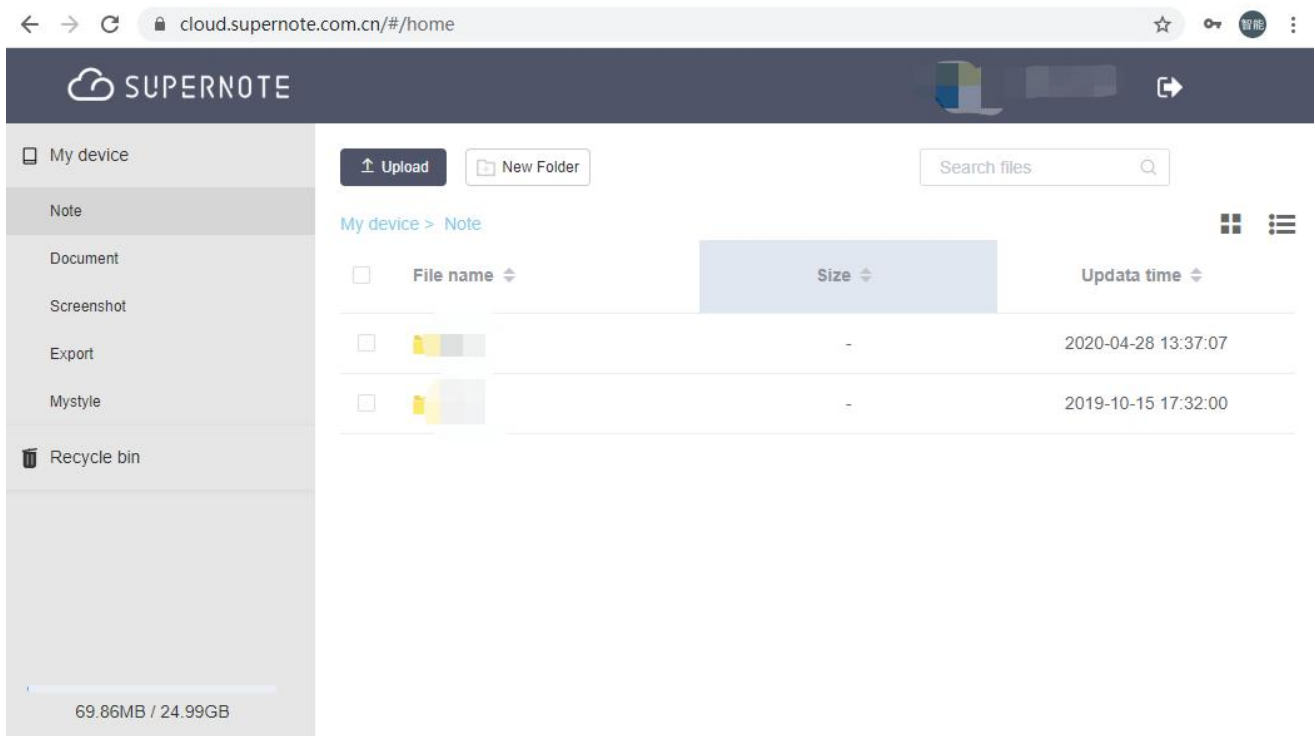 cloud.supernote.com.cn/#/home
智能
SUPERNOTE
My device
Note
Document
Screenshot
Export
Mystyle
Recycle bin
69.86MB / 24.99GB
Upload
New Folder
Search files
My device > Note
File name
Size
Updata time
-
2020-04-28 13:37:07
-
2019-10-15 17:32:00